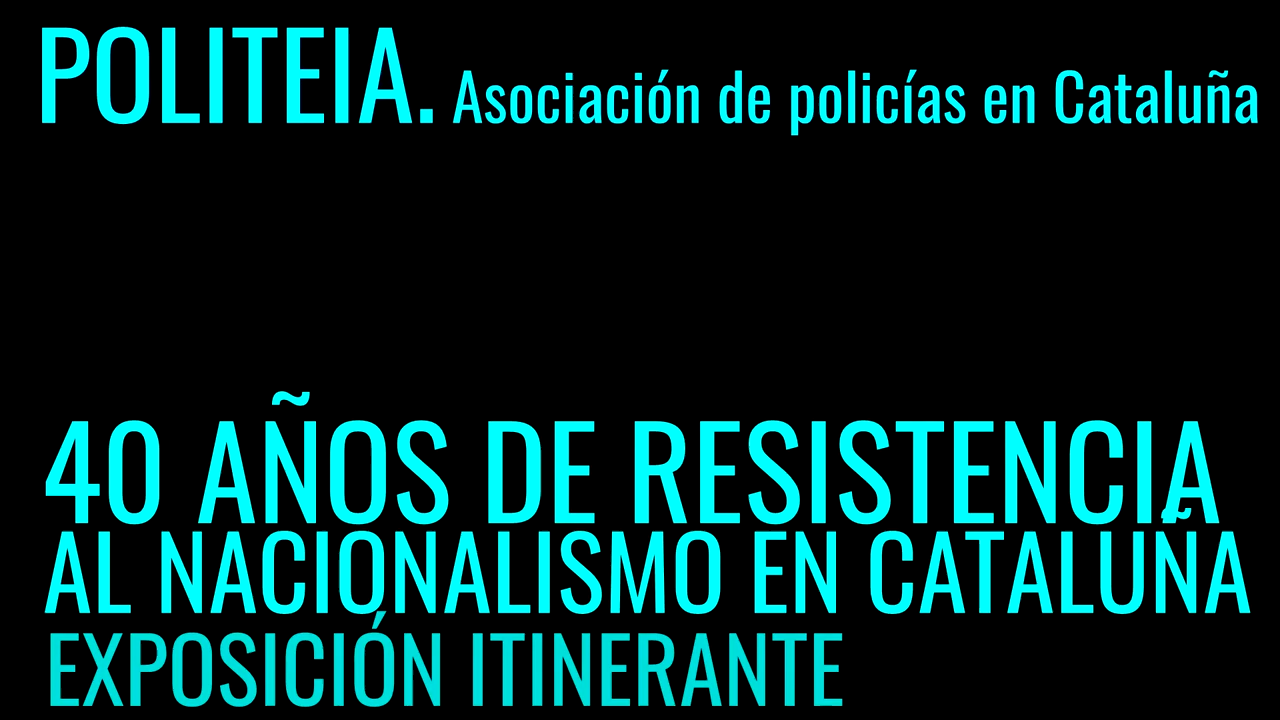 POLITEIA. Asociación de policías en Cataluña
40 AÑOS DE RESISTENCIA
AL NACIONALISMO EN CATALUÑA
EXPOSICIÓN ITINERANTE